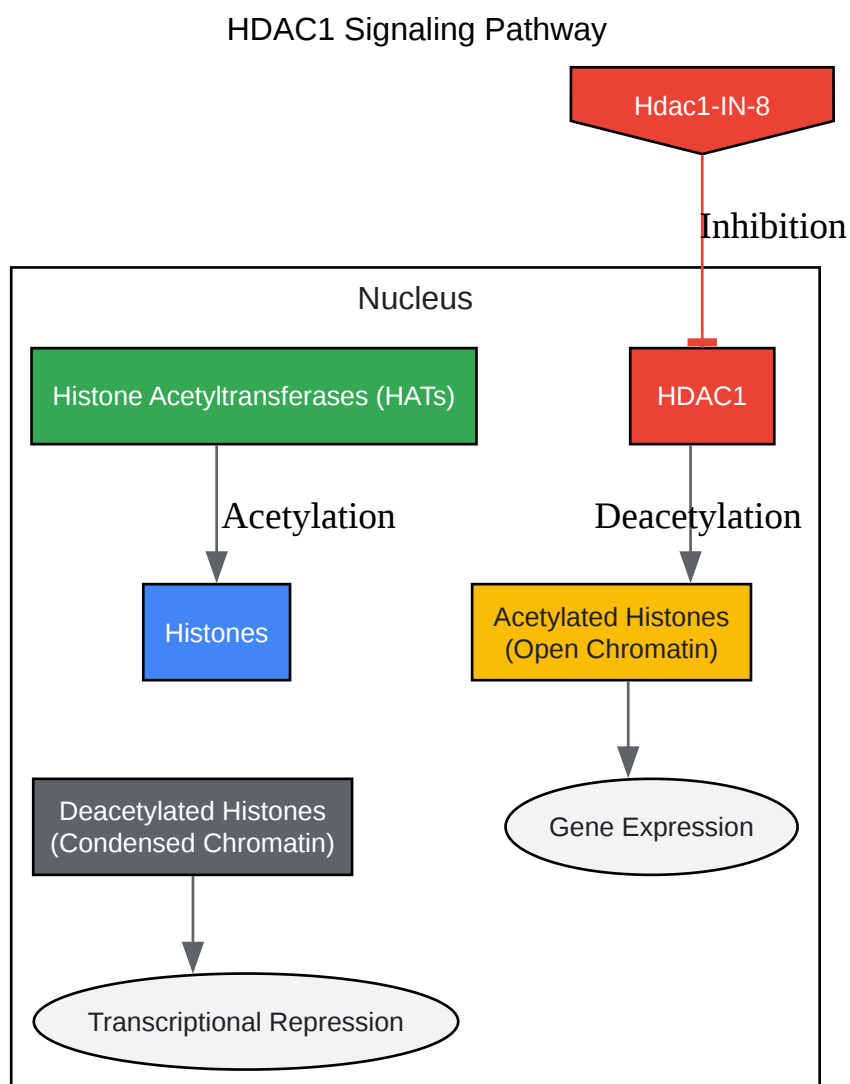 HDAC1 Signaling Pathway
Hdac1-IN-8
Inhibition
Nucleus
Histone Acetyltransferases (HATs)
HDAC1
Acetylation
Deacetylation
Histones
Acetylated Histones
(Open Chromatin)
Deacetylated Histones
(Condensed Chromatin)
Gene Expression
Transcriptional Repression